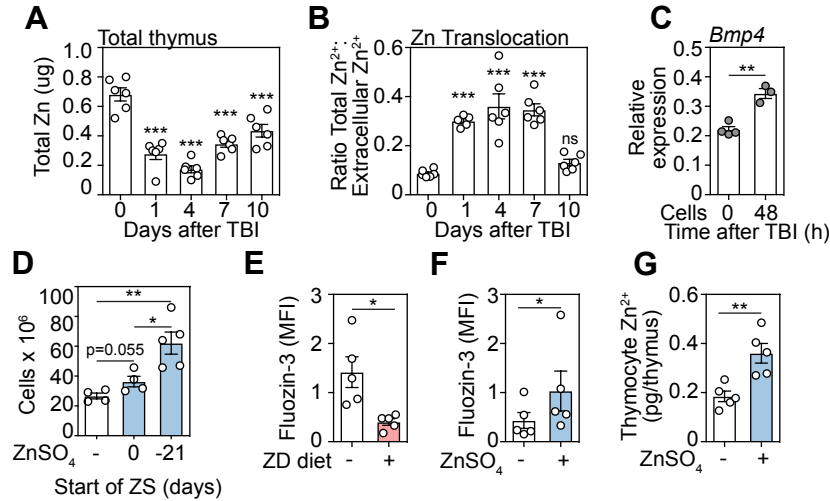 A
Total thymus
Total Zn (ug)
1.0
0.8
0.6
0.4
0.2
0
***
***
***
***
0 1 4 7 10
Days after TBI
B
Zn Translocation
Ratio Total Zn2+:
Extracellular Zn2+
0.6
0.4
0.2
0
***
***
***
ns
0 1 4 7 10
Days after TBI
C
Bmp4
Relative
expression
0.5
0.4
0.3
0.2
0.1
0
**
Cells 0 48
Time after TBI (h)
D
Cells x 10⁶
100
80
60
40
20
0
**
*
p=0.055
ZnSO₄ - 0 -21
Start of ZS (days)
E
Fluozin-3 (MFI)
3
2
1
0
*
ZD diet - +
F
Fluozin-3 (MFI)
3
2
1
0
*
ZnSO₄ - +
G
Thymocyte Zn²⁺
(pg/thymus)
0.6
0.4
0.2
0
**
ZnSO₄ - +